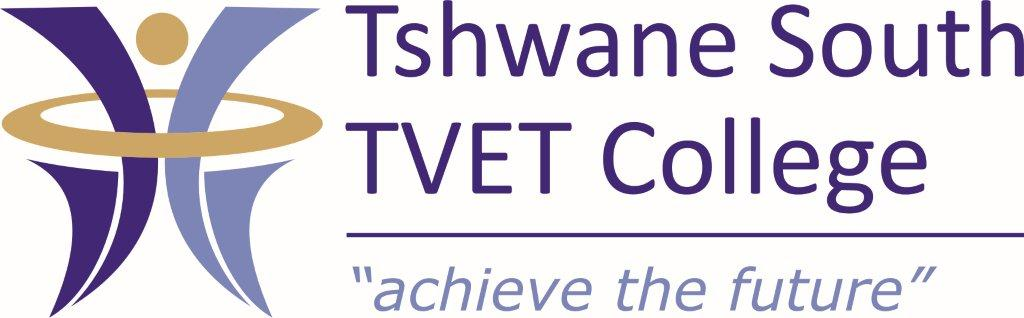 Tshwane South
TVET College
“achieve the future”